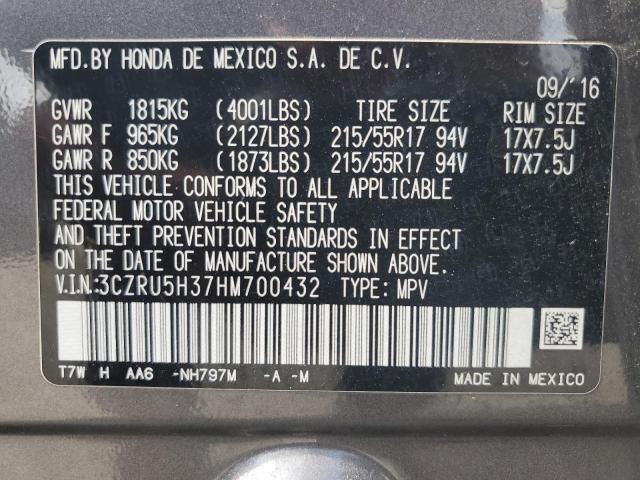 MFD.BY HONDA DE MEXICO S.A. DE C.V.
09/´16
GVWR 1815KG (4001LBS) TIRE SIZE RIM SIZE
GAWR F 965KG (2127LBS) 215/55R17 94V 17X7.5J
GAWR R 850KG (1873LBS) 215/55R17 94V 17X7.5J
THIS VEHICLE CONFORMS TO ALL APPLICABLE
FEDERAL MOTOR VEHICLE SAFETY
AND THEFT PREVENTION STANDARDS IN EFFECT
ON THE DATE OF MANUFACTURE SHOWN ABOVE.
V.I.N.:3CZRU5H37HM700432 TYPE: MPV
T7W H AA6 -NH797M -A -M MADE IN MEXICO